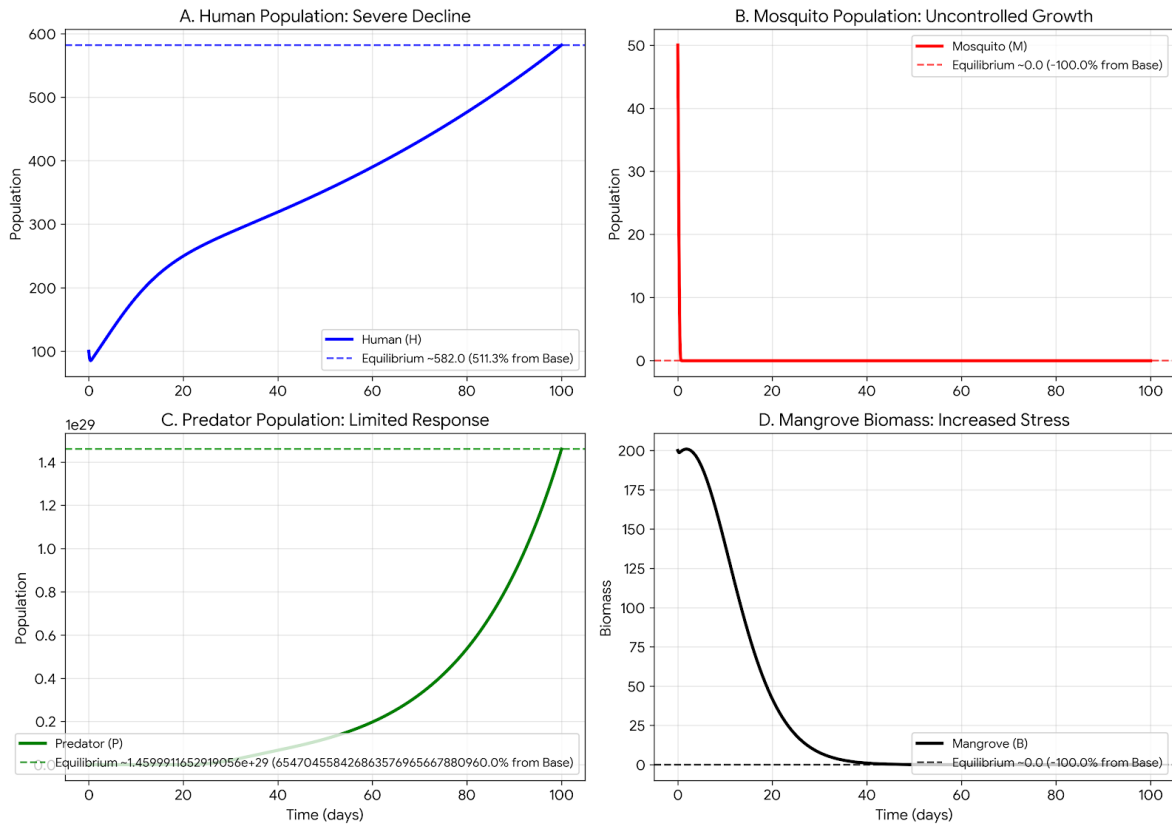 A. Human Population: Severe Decline
600
500
400
300
200
100
Population
Human (H)
Equilibrium ~582.0 (511.3% from Base)
0 20 40 60 80 100
B. Mosquito Population: Uncontrolled Growth
50
40
30
20
10
0
Population
Mosquito (M)
Equilibrium ~0.0 (-100.0% from Base)
0 20 40 60 80 100
C. Predator Population: Limited Response
1e29
1.4
1.2
1.0
0.8
0.6
0.4
0.2
0.0
Population
Predator (P)
Equilibrium ~1.4599911652919056e+29 (654704558426863576965667880960.0% from Base)
0 20 40 60 80 100
Time (days)
D. Mangrove Biomass: Increased Stress
200
175
150
125
100
75
50
25
0
Biomass
Mangrove (B)
Equilibrium ~0.0 (-100.0% from Base)
0 20 40 60 80 100
Time (days)